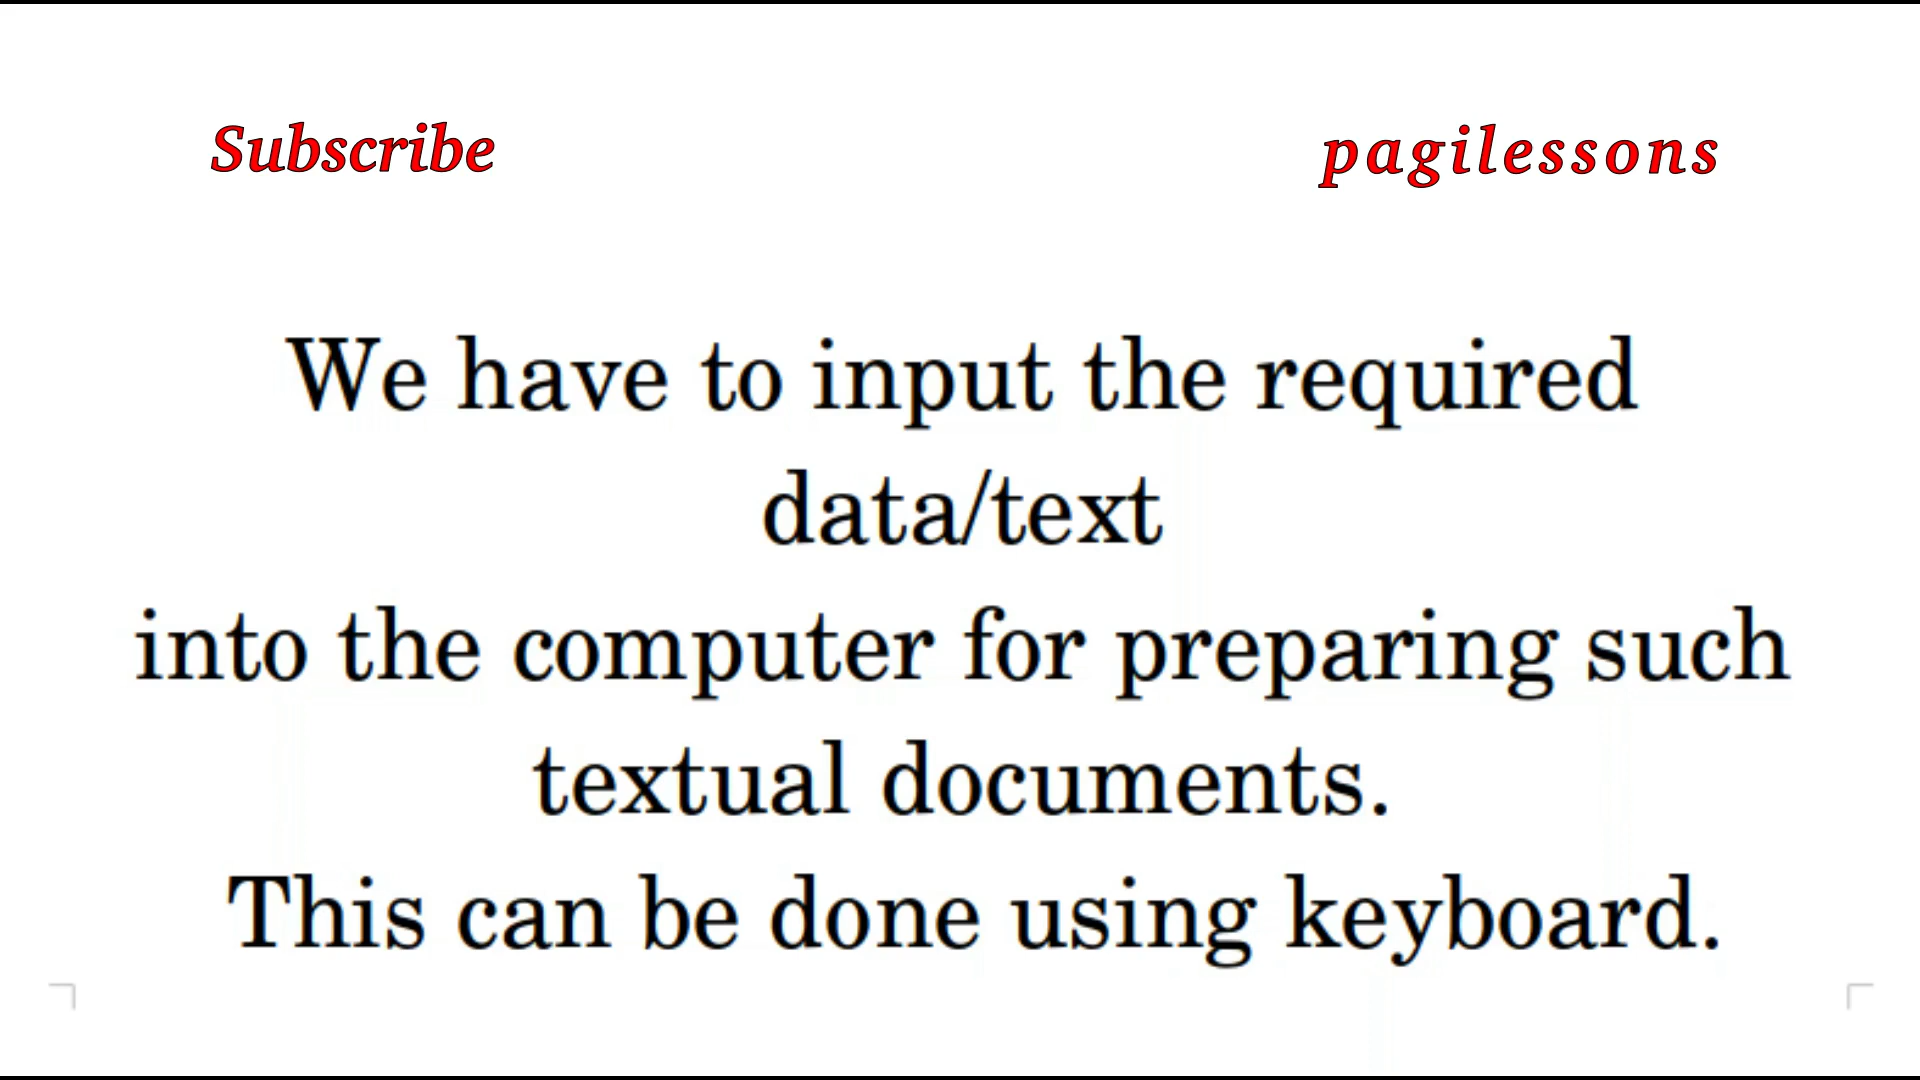 Subscribe pagilessons
We have to input the required
data/text
into the computer for preparing such
textual documents.
This can be done using keyboard.